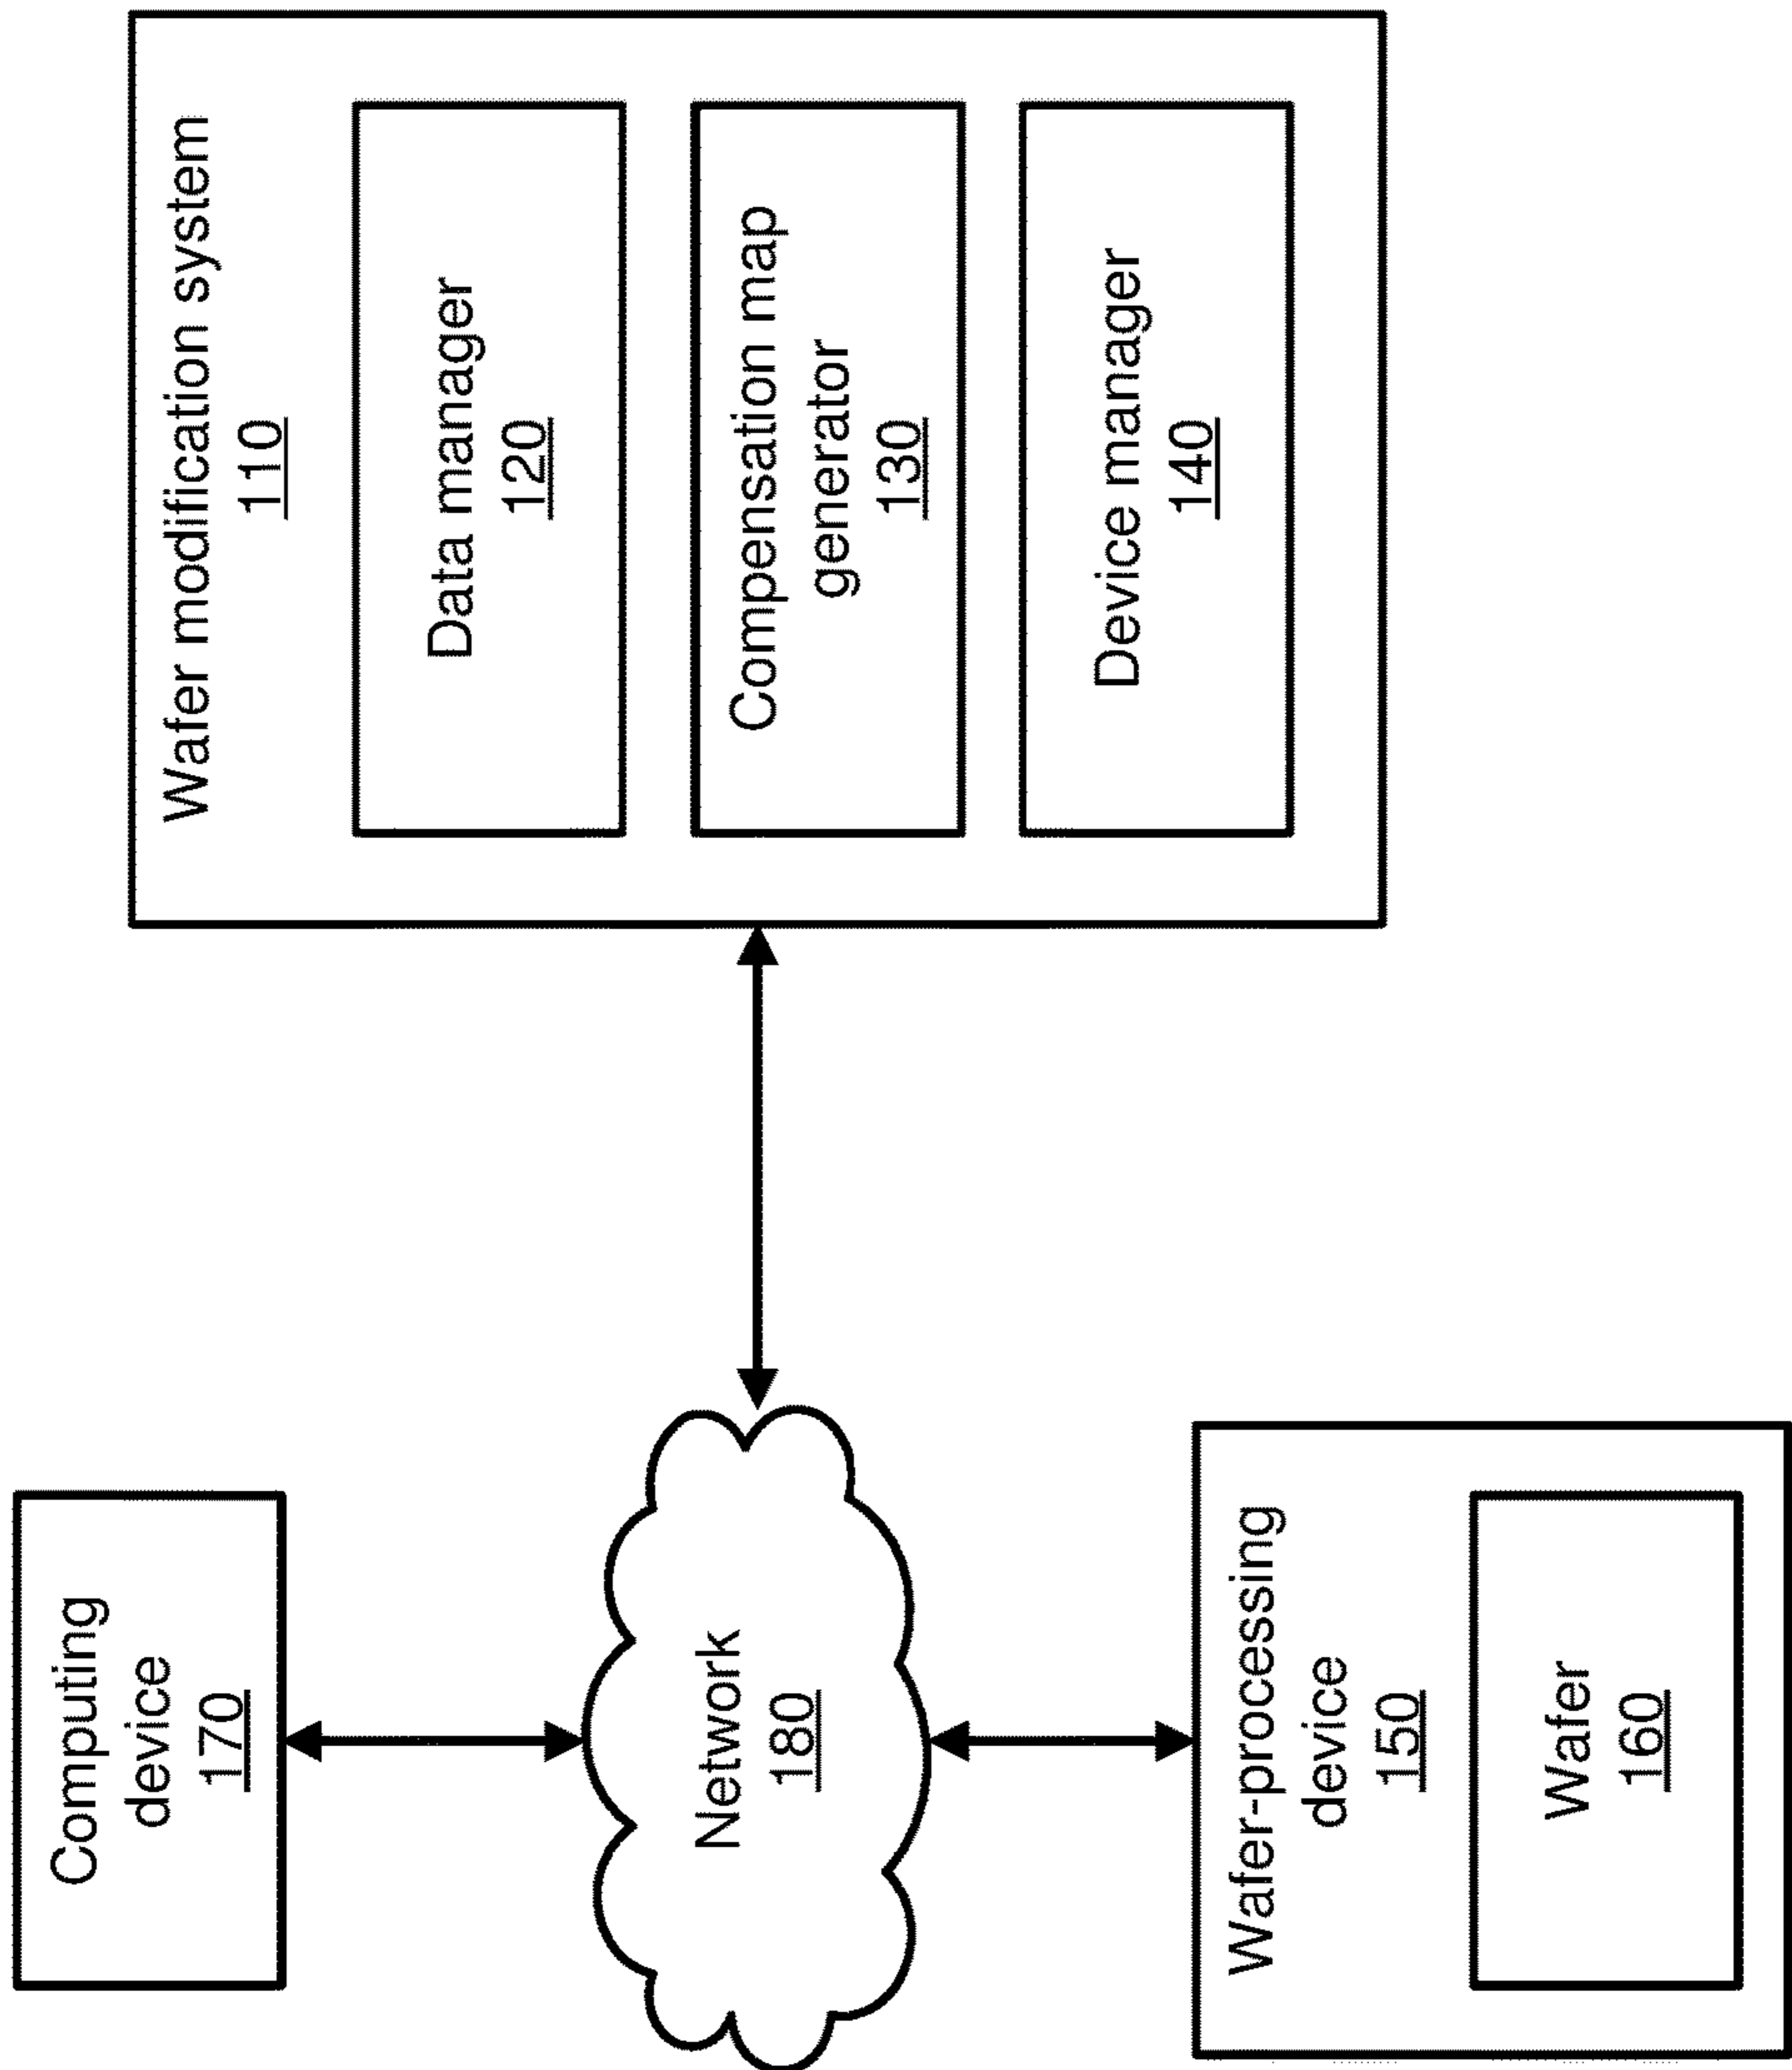 Computing
device
170
Network
180
Wafer-processing
device
150
Wafer
160
Wafer modification system
110
Data manager
120
Compensation map
generator
130
Device manager
140